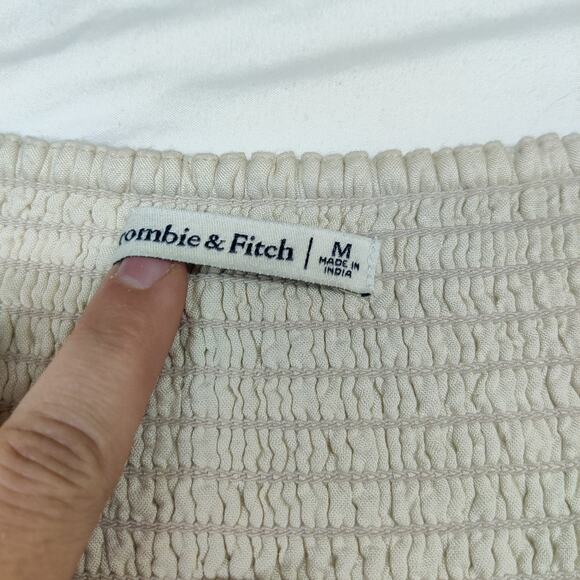 rombie & Fitch | M
MADE IN
INDIA